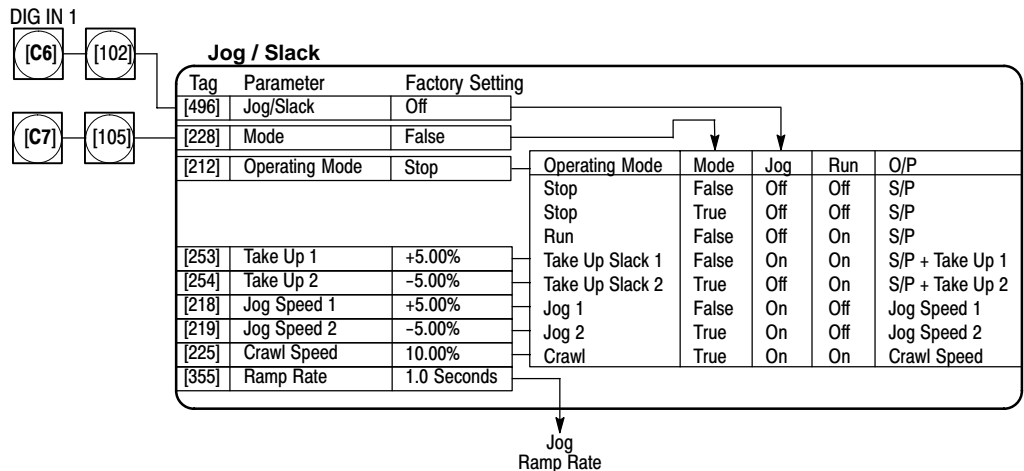 DIG IN 1
[C6] [102]
Jog / Slack
Tag Parameter Factory Setting
[496] Jog/Slack Off
[C7] [105]
[228] Mode False
[212] Operating Mode Stop
Operating Mode Mode Jog Run O/P
Stop False Off Off S/P
Stop True Off Off S/P
Run False Off On S/P
[253] Take Up 1 +5.00% Take Up Slack 1 False On On S/P + Take Up 1
[254] Take Up 2 −5.00% Take Up Slack 2 True Off On S/P + Take Up 2
[218] Jog Speed 1 +5.00% Jog 1 False On Off Jog Speed 1
[219] Jog Speed 2 −5.00% Jog 2 True On Off Jog Speed 2
[225] Crawl Speed 10.00% Crawl True On On Crawl Speed
[355] Ramp Rate 1.0 Seconds
Jog
Ramp Rate